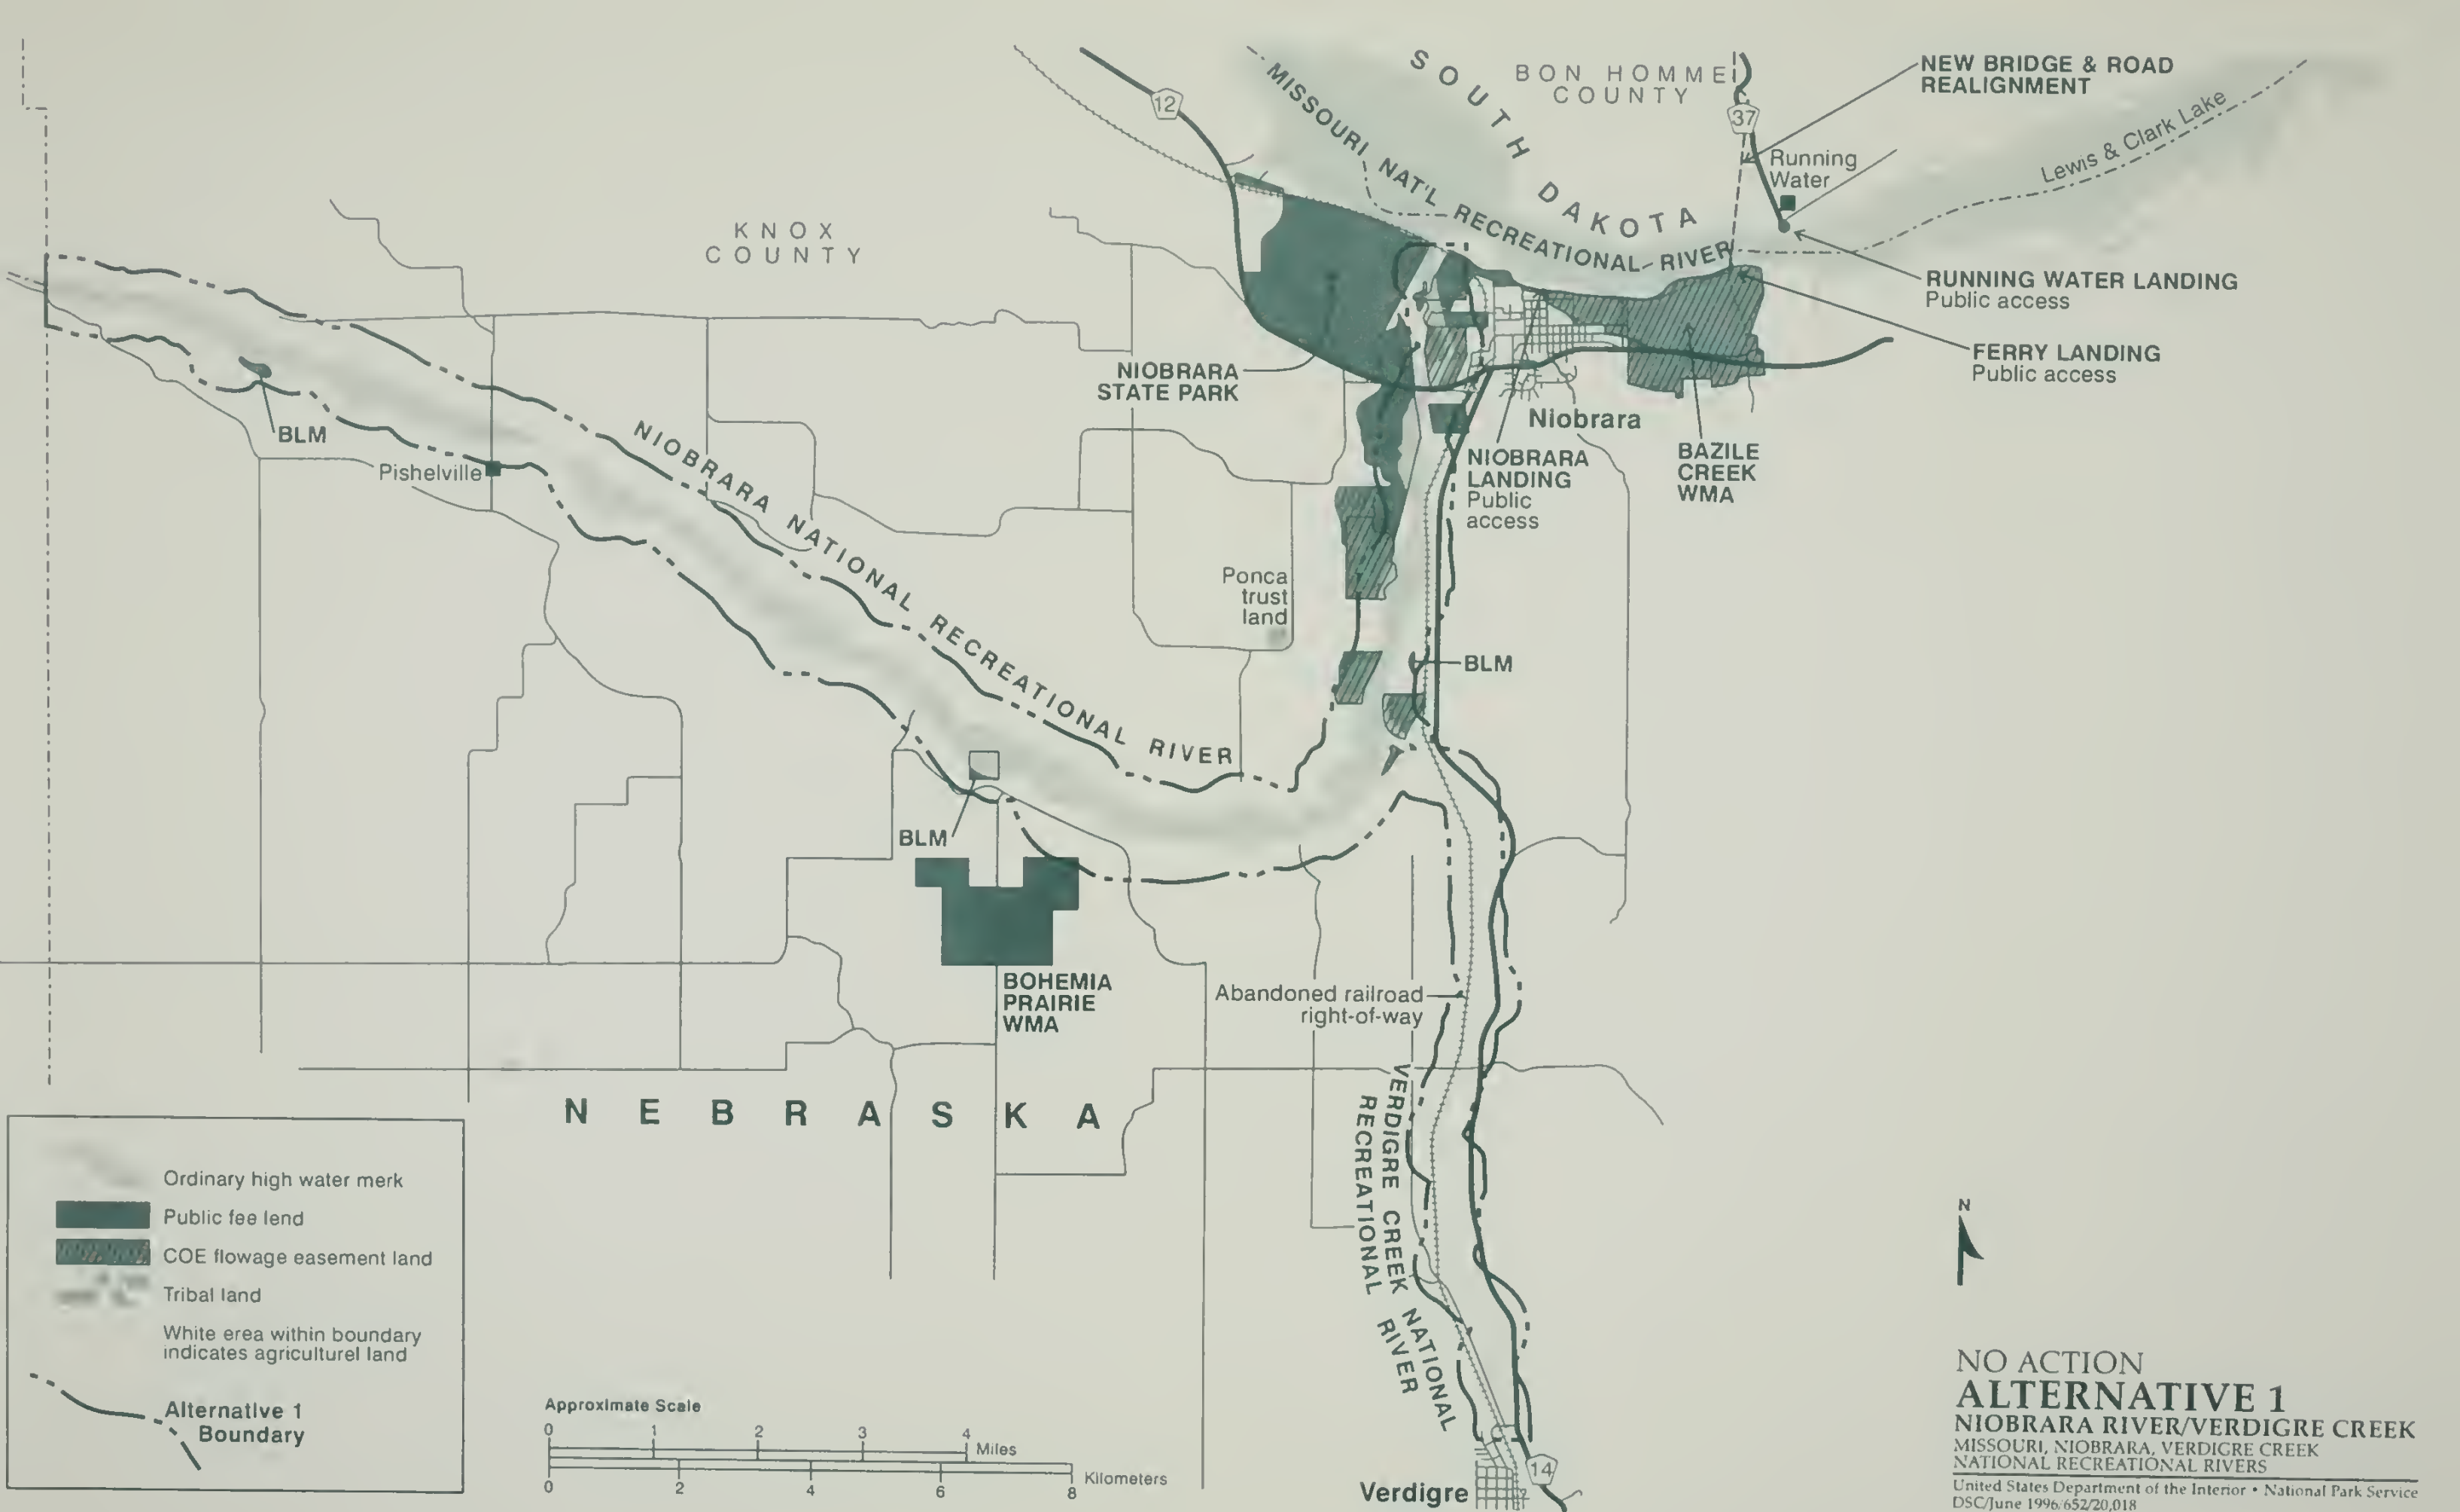 SOUTH DAKOTA
BON HOMME
COUNTY
NEW BRIDGE & ROAD
REALIGNMENT
12
37
MISSOURI NAT'L RECREATIONAL RIVER
Running
Water
Lewis & Clark Lake
KNOX
COUNTY
RUNNING WATER LANDING
Public access
FERRY LANDING
Public access
NIOBRARA
STATE PARK
BLM
Pishelville
NIOBRARA NATIONAL RECREATIONAL RIVER
Niobrara
NIOBRARA
LANDING
Public
access
BAZILE
CREEK
WMA
Ponca
trust
land
BLM
BLM
BOHEMIA
PRAIRIE
WMA
Abandoned railroad
right-of-way
NEBRASKA
VERDIGRE CREEK NATIONAL
RECREATIONAL RIVER
Ordinary high water merk
Public fee lend
COE flowage easement land
Tribal land
White erea within boundary
indicates agriculturel land
Alternative 1
Boundary
Approximate Scale
0 1 2 3 4
Miles
Kilometers
0 2 4 6 8
Verdigre
14
N
NO ACTION
ALTERNATIVE 1
NIOBRARA RIVER/VERDIGRE CREEK
MISSOURI, NIOBRARA, VERDIGRE CREEK
NATIONAL RECREATIONAL RIVERS
United States Department of the Interior • National Park Service
DSC/June 1996/652/20,018